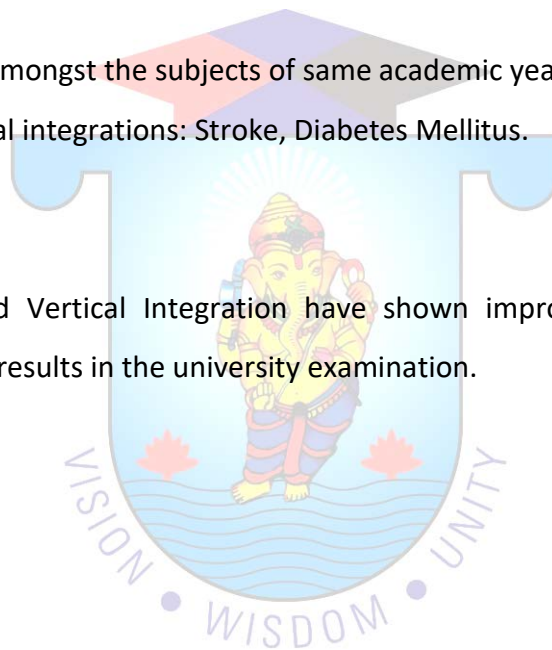 mongst the subjects of same academic yea
al integrations: Stroke, Diabetes Mellitus.
d Vertical Integration have shown impro
results in the university examination.
VISION • WISDOM • UNITY